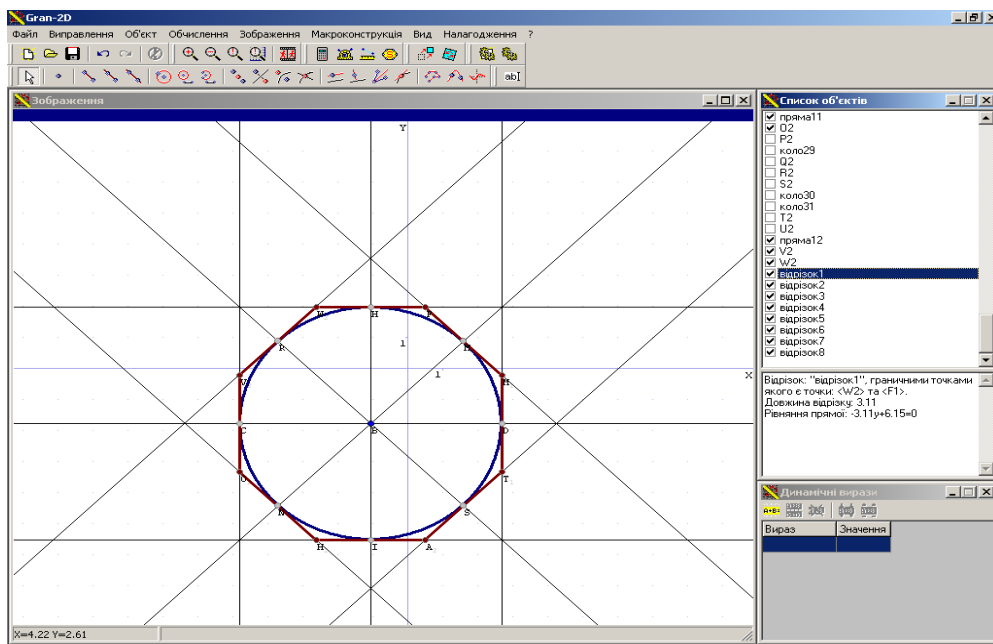 Gran-2D
Файл Виправлення Об'єкт Обчислення Зображення Макроконструкція Вид Налагодження ?
abI
Зображення
Y
X
1
1
W H F
R
V
C B D
O T
N S
H I A
X=4.22 Y=2.61
Список об'єктів
пряма11
O2
P2
коло29
Q2
R2
S2
коло30
коло31
T2
U2
пряма12
V2
W2
відрізок1
відрізок2
відрізок3
відрізок4
відрізок5
відрізок6
відрізок7
відрізок8
Відрізок: "відрізок1", граничними точками
якого є точки: <W2> та <F1>.
Довжина відрізку: 3.11
Рівняння прямої: -3.11y+6.15=0
Динамічні вирази
A+B=
Вираз Значення